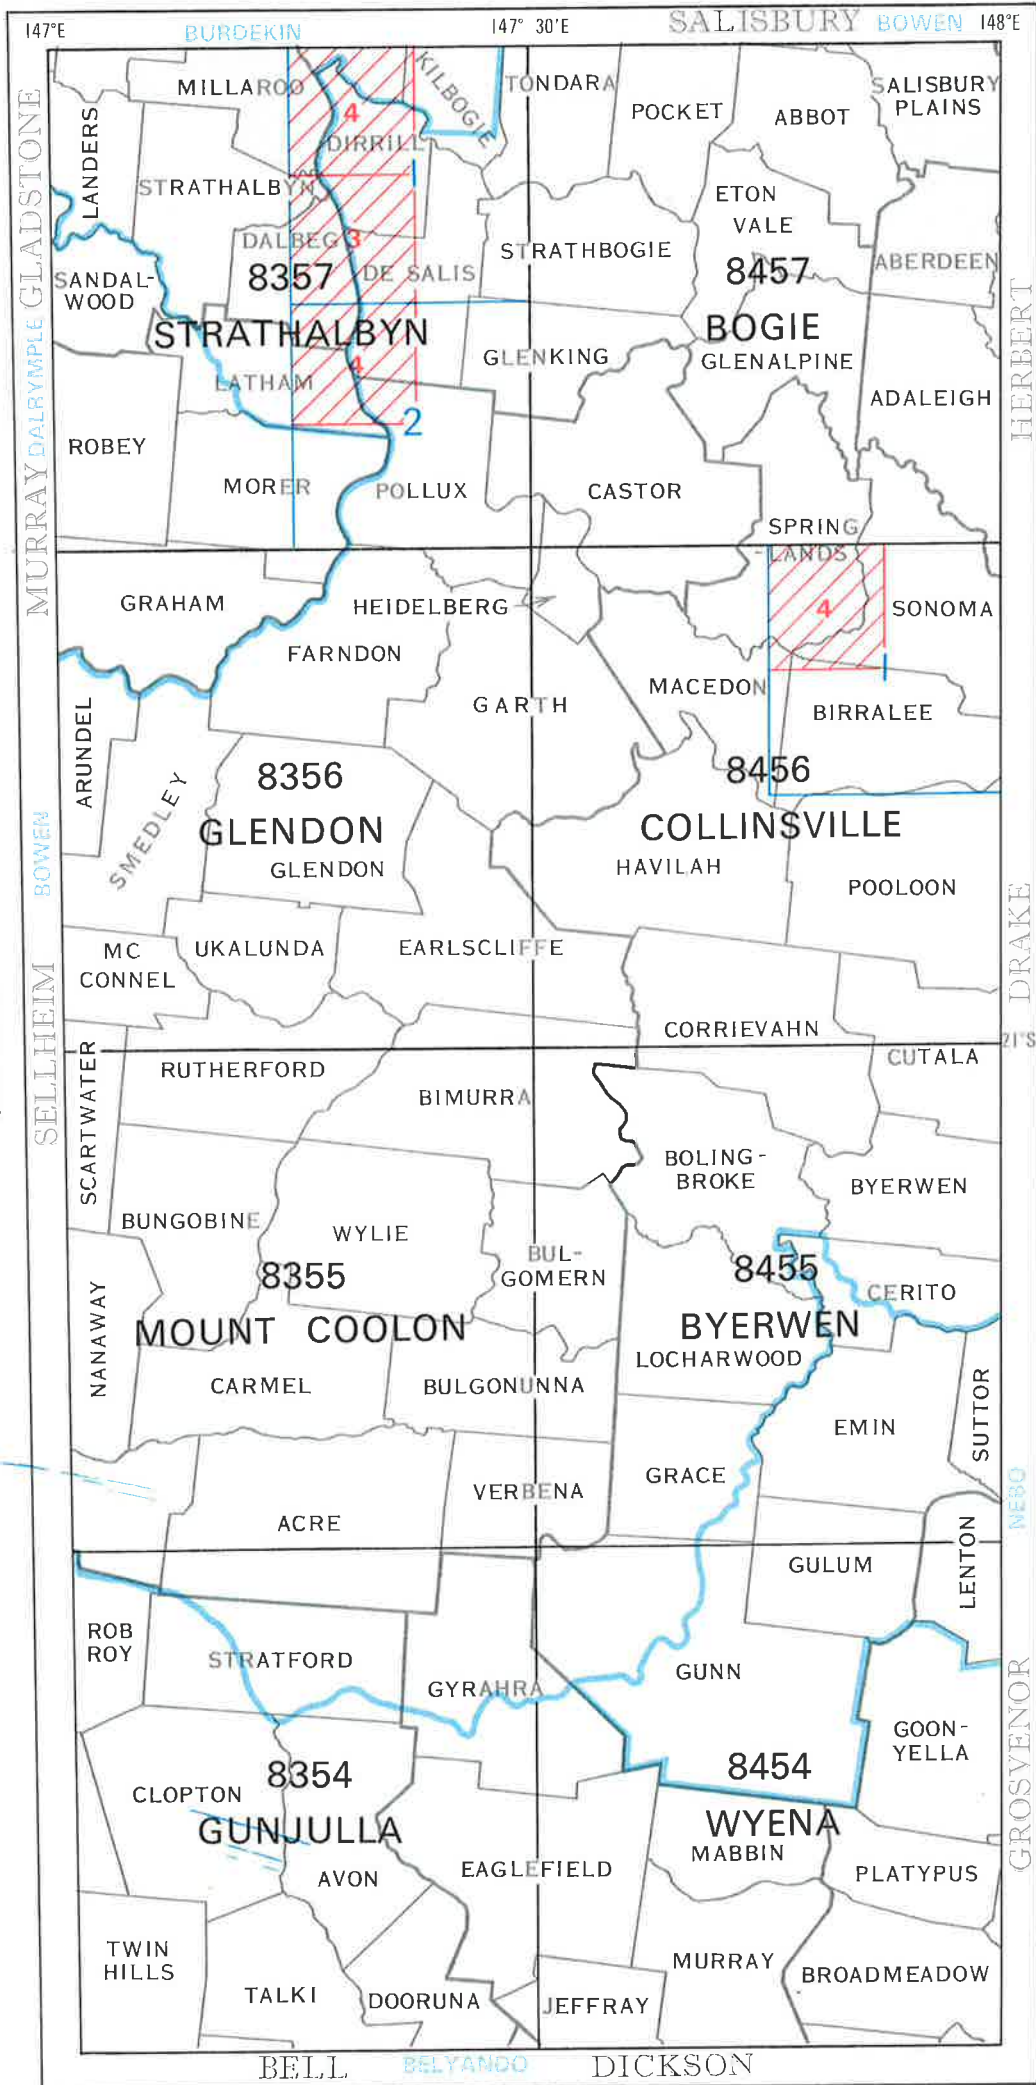 147°E
BURDEKIN
147° 30'E
SALISBURY
BOWEN
148°E
MILLAROO
KILBOGIE
TONDARA
POCKET
ABBOT
SALISBURY
PLAINS
GLADSTONE
LANDERS
4
DIRRILL
STRATHALBYN
ETON
VALE
DALBEG
3
STRATHBOGIE
SANDAL-
WOOD
8357
DE SALIS
8457
ABERDEEN
HERBERT
STRATHALBYN
BOGIE
DALRYMPLE
GLENKING
GLENALPINE
LATHAM
4
ADALEIGH
2
ROBEY
MURRAY
MORER
POLLUX
CASTOR
SPRING
-LANDS
GRAHAM
HEIDELBERG
4
SONOMA
FARNDON
GARTH
MACEDON
BIRRALEE
ARUNDEL
SMEDLEY
8356
8456
GLENDON
COLLINSVILLE
GLENDON
HAVILAH
POOLOON
BOWEN
MC
CONNEL
UKALUNDA
EARLSCLIFFE
DRAKE
SELLHEIM
CORRIEVAHN
21°S
SCARTWATER
RUTHERFORD
CUTALA
BIMURRA
BOLING-
BROKE
BYERWEN
BUNGOBINE
WYLIE
BUL-
GOMERN
8355
8455
CERITO
NANAWAY
MOUNT COOLON
BYERWEN
LOCHARWOOD
CARMEL
BULGONUNNA
SUTTOR
EMIN
GRACE
VERBENA
NEBO
ACRE
GULUM
LENTON
ROB
ROY
STRATFORD
GYRAHRA
GUNN
GOON-
YELLA
GROSVENOR
CLOPTON
8354
8454
GUNJULLA
WYENA
MABBIN
AVON
EAGLEFIELD
PLATYPUS
TWIN
HILLS
TALKI
DOORUNA
JEFFRAY
MURRAY
BROADMEADOW
BELL
BELYANDO
DICKSON